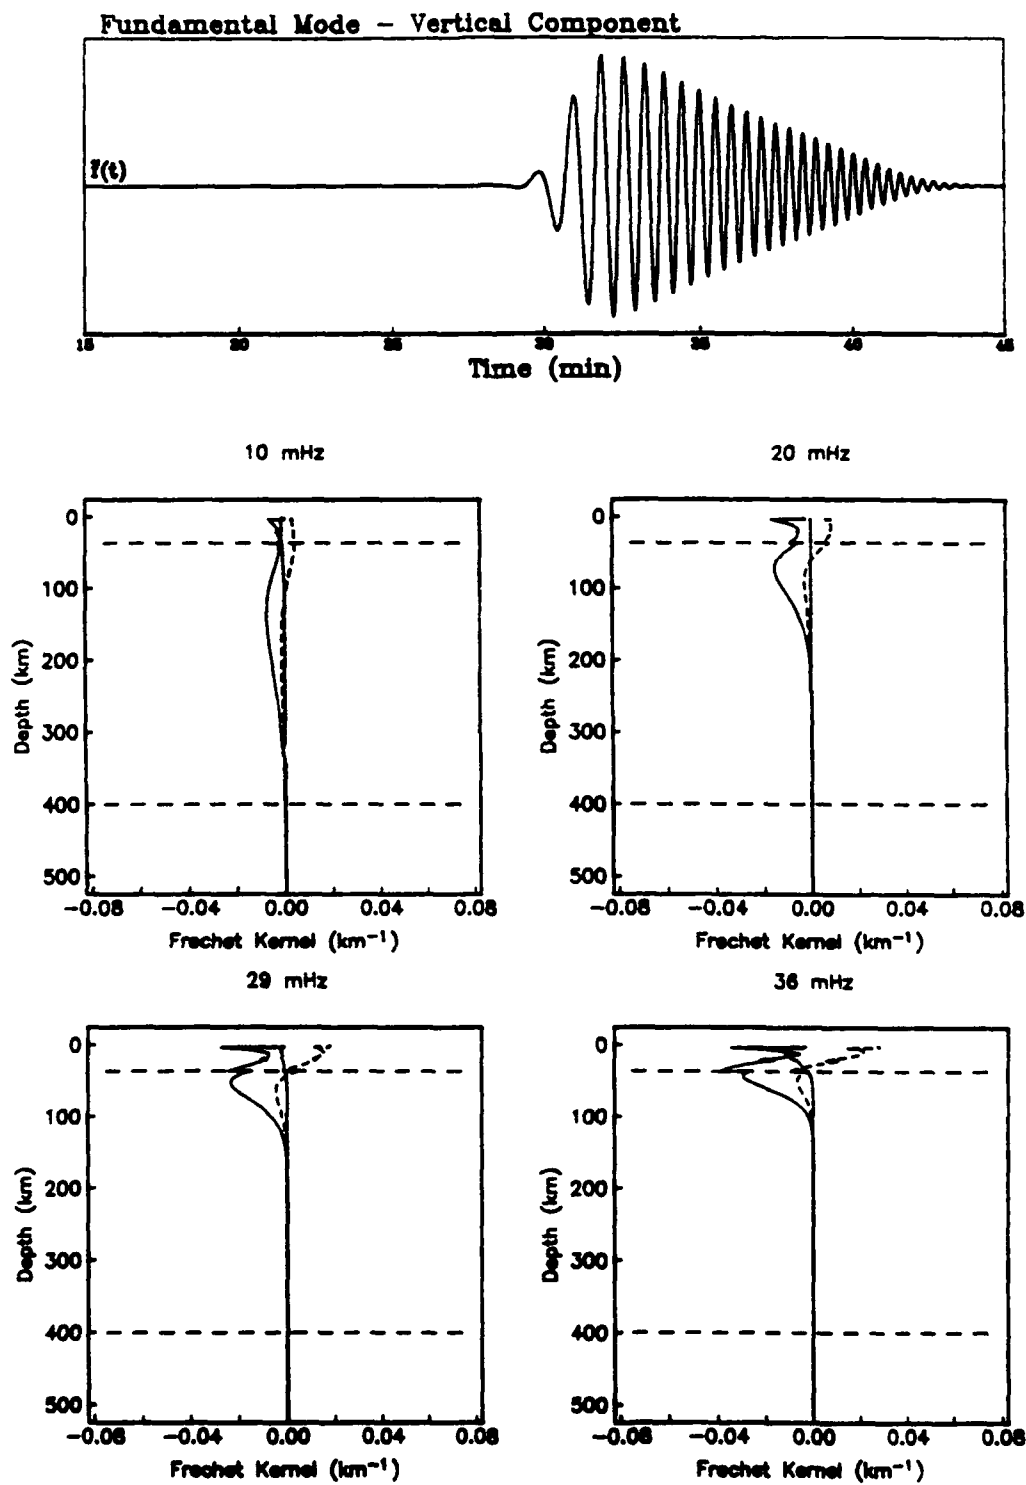 Fundamental Mode – Vertical Component
f̃(t)
15 20 25 30 35 40 45
Time (min)
10 mHz
0
100
200
300
400
500
Depth (km)
-0.08 -0.04 0.00 0.04 0.08
Frechet Kernel (km⁻¹)
20 mHz
0
100
200
300
400
500
Depth (km)
-0.08 -0.04 0.00 0.04 0.08
Frechet Kernel (km⁻¹)
29 mHz
0
100
200
300
400
500
Depth (km)
-0.08 -0.04 0.00 0.04 0.08
Frechet Kernel (km⁻¹)
36 mHz
0
100
200
300
400
500
Depth (km)
-0.08 -0.04 0.00 0.04 0.08
Frechet Kernel (km⁻¹)